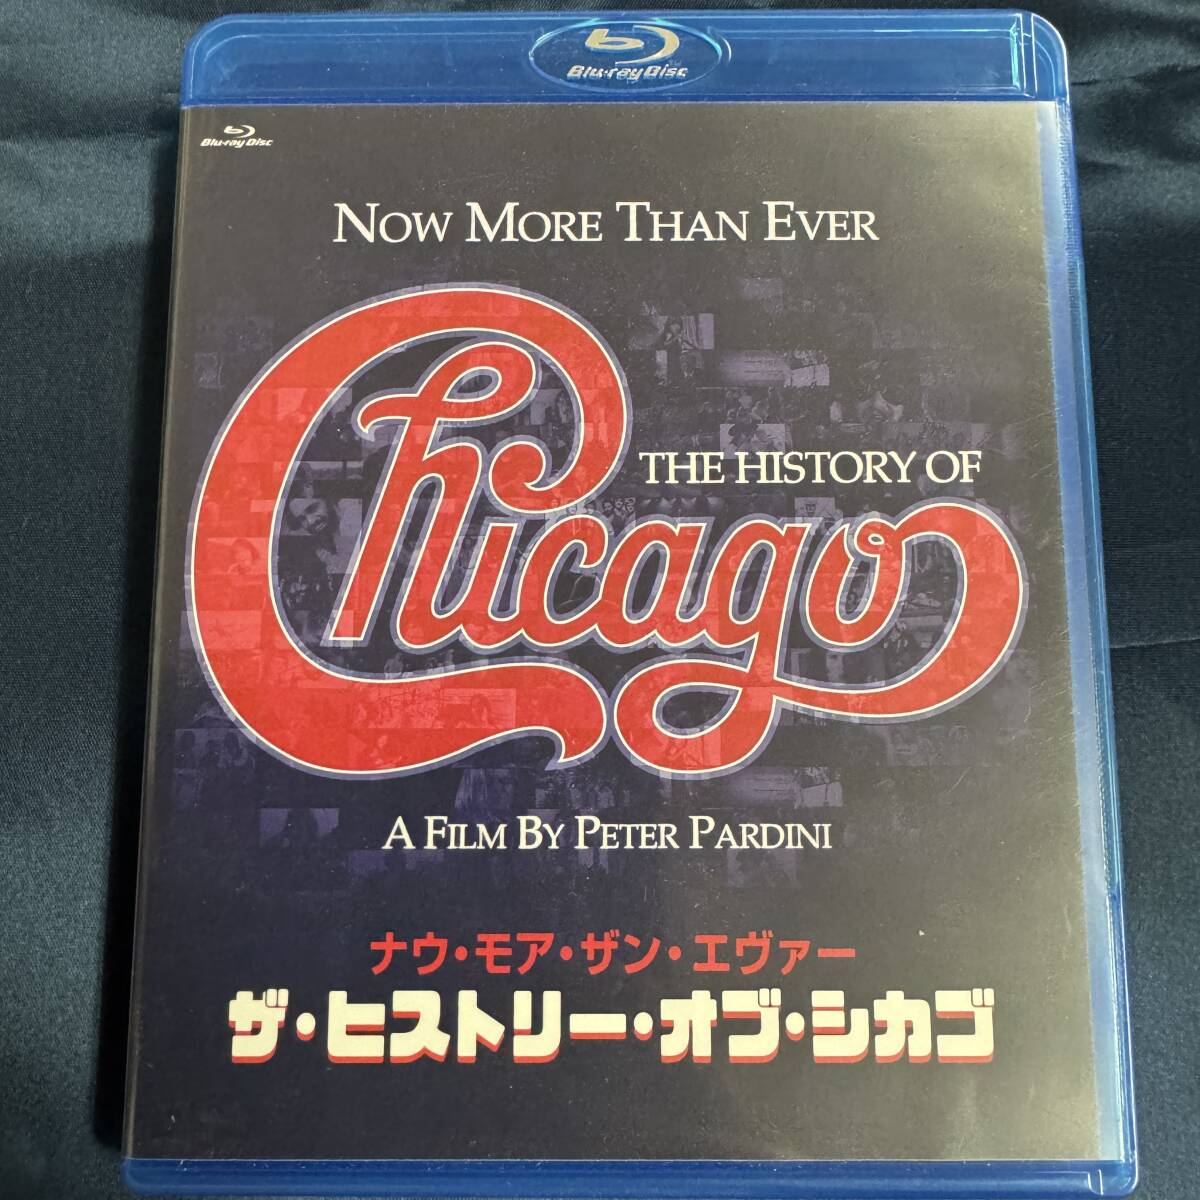 Blu-ray Disc
Blu-ray Disc
NOW MORE THAN EVER
THE HISTORY OF
Chicago
A FILM BY PETER PARDINI
ナウ・モア・ザン・エヴァー
ザ・ヒストリー・オブ・シカゴ